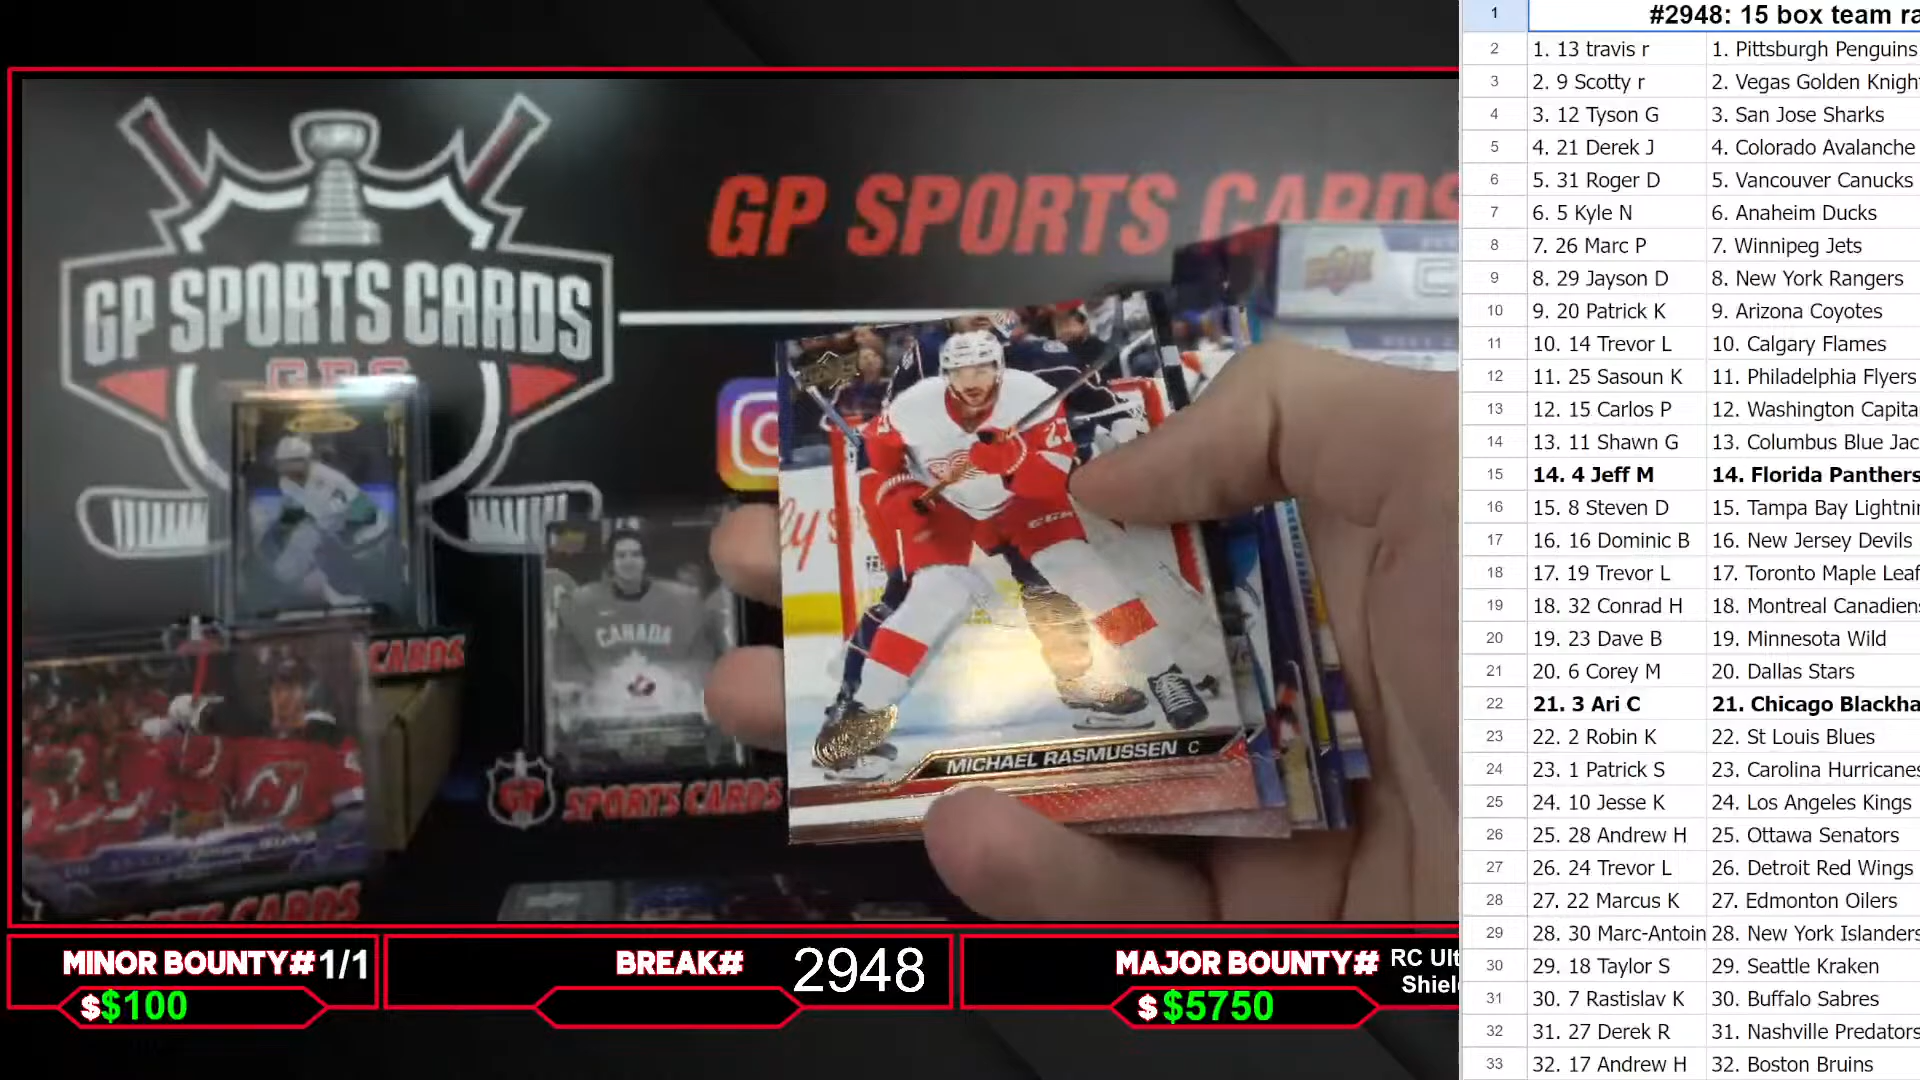 1 #2948: 15 box team ra
2 1. 13 travis r 1. Pittsburgh Penguins
3 2. 9 Scotty r 2. Vegas Golden Knigh
4 3. 12 Tyson G 3. San Jose Sharks
5 4. 21 Derek J 4. Colorado Avalanche
6 5. 31 Roger D 5. Vancouver Canucks
7 6. 5 Kyle N 6. Anaheim Ducks
8 7. 26 Marc P 7. Winnipeg Jets
9 8. 29 Jayson D 8. New York Rangers
10 9. 20 Patrick K 9. Arizona Coyotes
11 10. 14 Trevor L 10. Calgary Flames
12 11. 25 Sasoun K 11. Philadelphia Flyers
13 12. 15 Carlos P 12. Washington Capita
14 13. 11 Shawn G 13. Columbus Blue Jac
15 14. 4 Jeff M 14. Florida Panthers
16 15. 8 Steven D 15. Tampa Bay Lightnin
17 16. 16 Dominic B 16. New Jersey Devils
18 17. 19 Trevor L 17. Toronto Maple Leaf
19 18. 32 Conrad H 18. Montreal Canadiens
20 19. 23 Dave B 19. Minnesota Wild
21 20. 6 Corey M 20. Dallas Stars
22 21. 3 Ari C 21. Chicago Blackha
23 22. 2 Robin K 22. St Louis Blues
24 23. 1 Patrick S 23. Carolina Hurricanes
25 24. 10 Jesse K 24. Los Angeles Kings
26 25. 28 Andrew H 25. Ottawa Senators
27 26. 24 Trevor L 26. Detroit Red Wings
28 27. 22 Marcus K 27. Edmonton Oilers
29 28. 30 Marc-Antoin 28. New York Islanders
30 29. 18 Taylor S 29. Seattle Kraken
31 30. 7 Rastislav K 30. Buffalo Sabres
32 31. 27 Derek R 31. Nashville Predators
33 32. 17 Andrew H 32. Boston Bruins
GP SPORTS CARDS
GP SPORTS CARDS
GPS
CANADA
CCM
MICHAEL RASMUSSEN C
CARDS
GP SPORTS CARDS
SPORTS CARDS
MINOR BOUNTY# 1/1
$$100
BREAK# 2948
MAJOR BOUNTY# RC Ult
Shiel
$ $5750